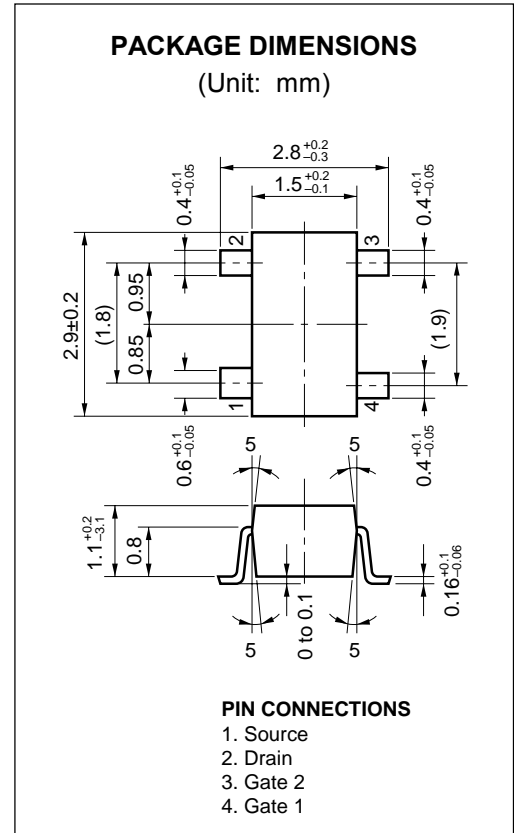 PACKAGE DIMENSIONS
(Unit: mm)
2.8 +0.2 −0.3
1.5 +0.2 −0.1
0.4 +0.1 −0.05
0.4 +0.1 −0.05
2
3
2.9±0.2
(1.8)
0.95
0.85
(1.9)
1
4
0.6 +0.1 −0.05
5
5
0.4 +0.1 −0.05
1.1 +0.2 −3.1
0.8
0 to 0.1
0.16 +0.1 −0.06
5
5
PIN CONNECTIONS
1. Source
2. Drain
3. Gate 2
4. Gate 1